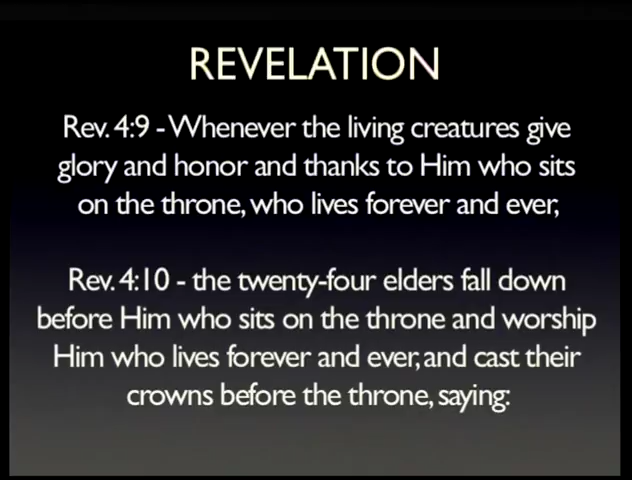 REVELATION
Rev. 4:9 - Whenever the living creatures give
glory and honor and thanks to Him who sits
on the throne, who lives forever and ever,
Rev. 4:10 - the twenty-four elders fall down
before Him who sits on the throne and worship
Him who lives forever and ever, and cast their
crowns before the throne, saying: